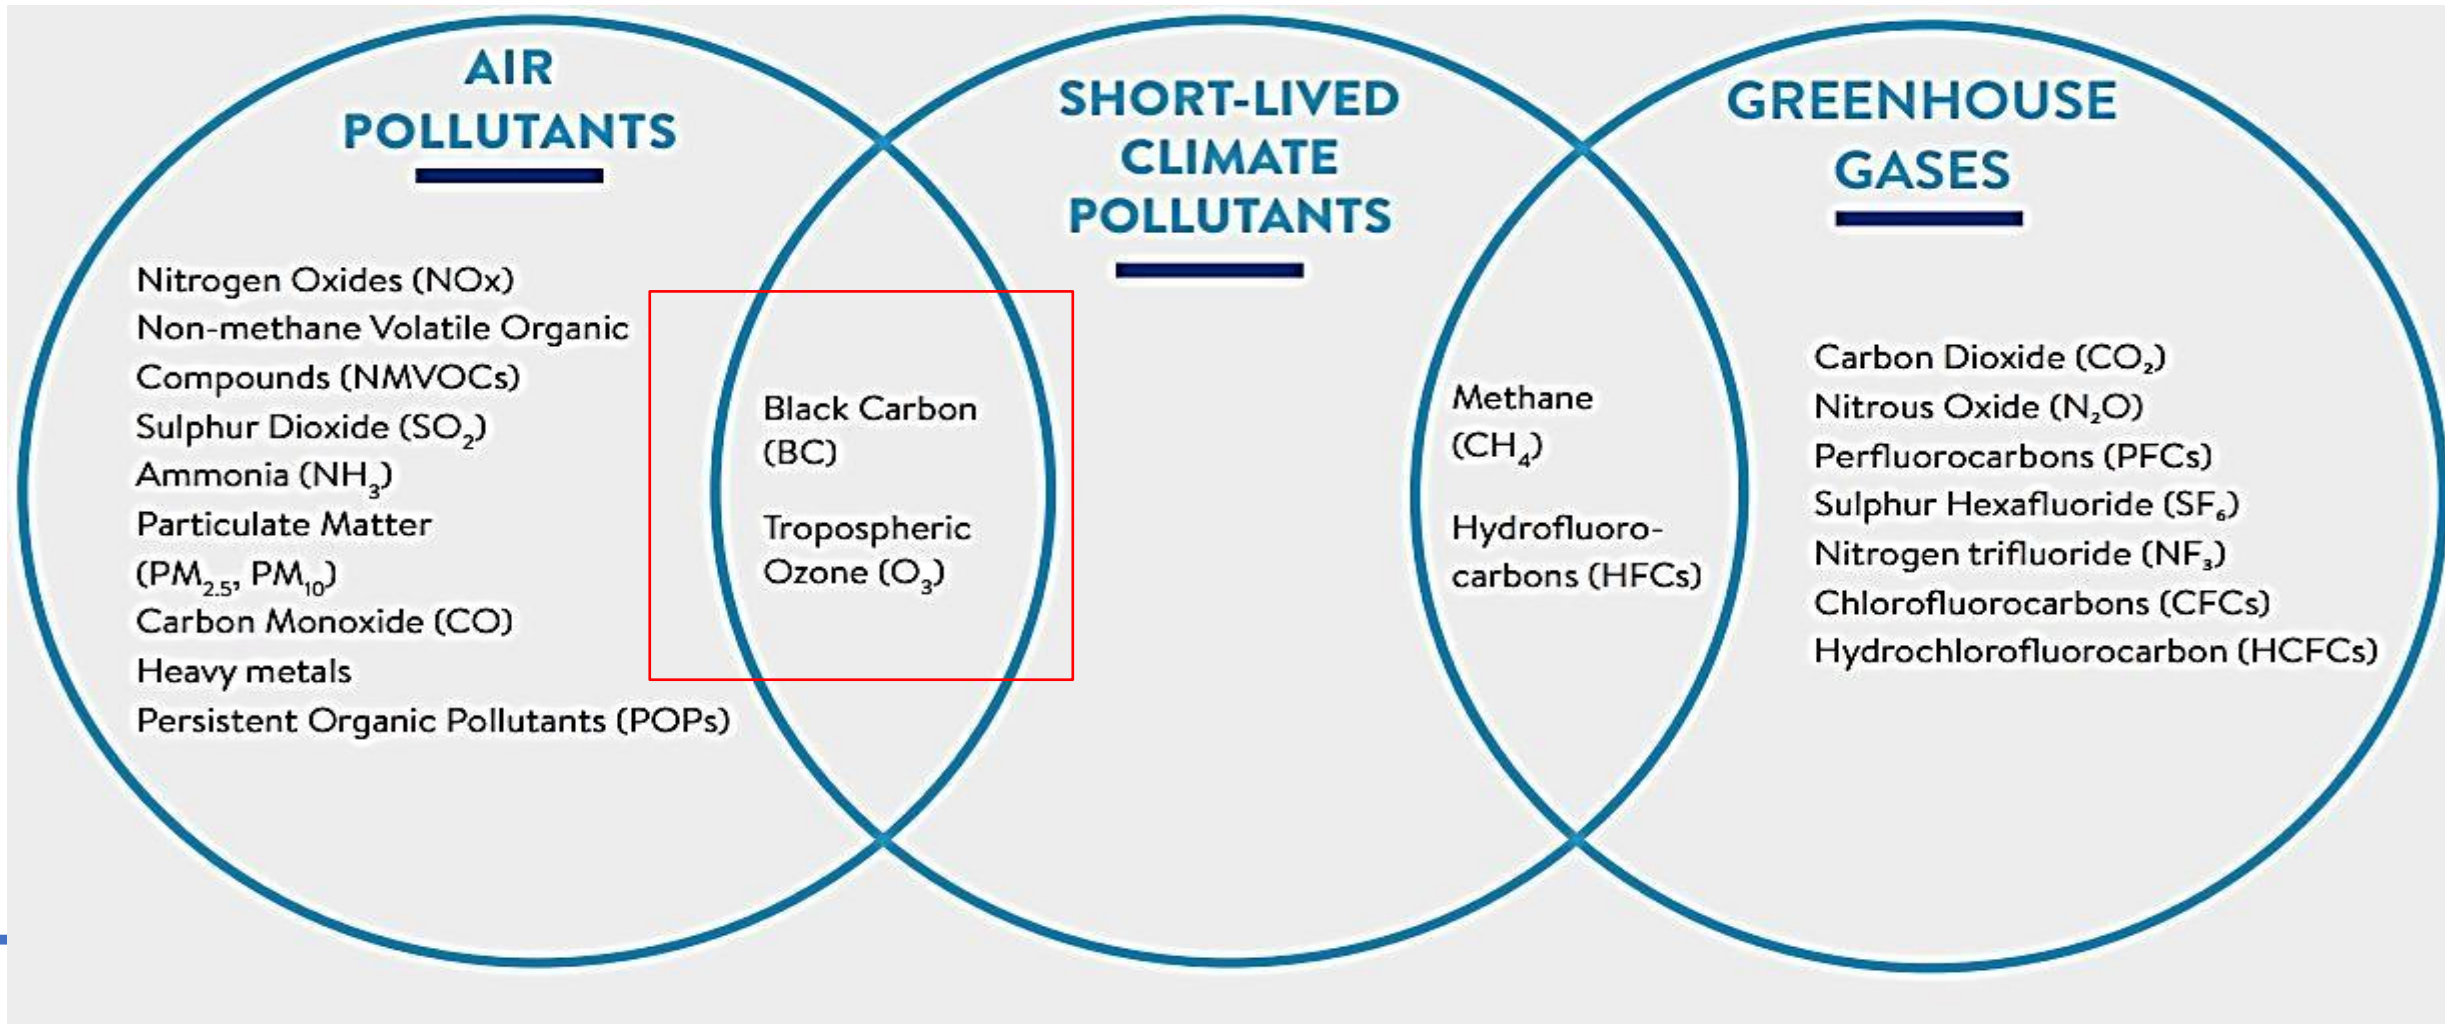 AIR
POLLUTANTS
Nitrogen Oxides (NOx)
Non-methane Volatile Organic
Compounds (NMVOCs)
Sulphur Dioxide (SO₂)
Ammonia (NH₃)
Particulate Matter
(PM₂.₅, PM₁₀)
Carbon Monoxide (CO)
Heavy metals
Persistent Organic Pollutants (POPs)
Black Carbon
(BC)
Tropospheric
Ozone (O₃)
SHORT-LIVED
CLIMATE
POLLUTANTS
Methane
(CH₄)
Hydrofluoro-
carbons (HFCs)
GREENHOUSE
GASES
Carbon Dioxide (CO₂)
Nitrous Oxide (N₂O)
Perfluorocarbons (PFCs)
Sulphur Hexafluoride (SF₆)
Nitrogen trifluoride (NF₃)
Chlorofluorocarbons (CFCs)
Hydrochlorofluorocarbon (HCFCs)